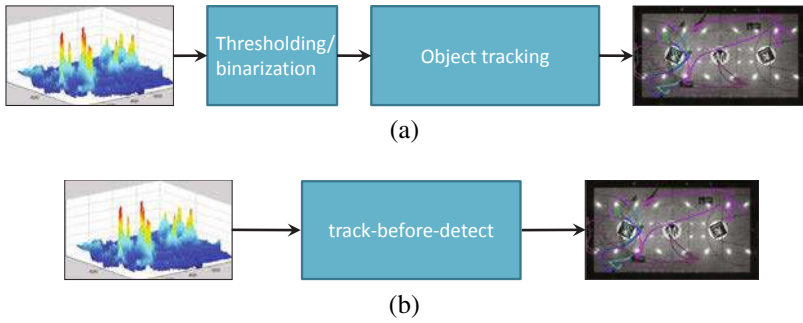 Thresholding/
binarization
Object tracking
(a)
track-before-detect
(b)